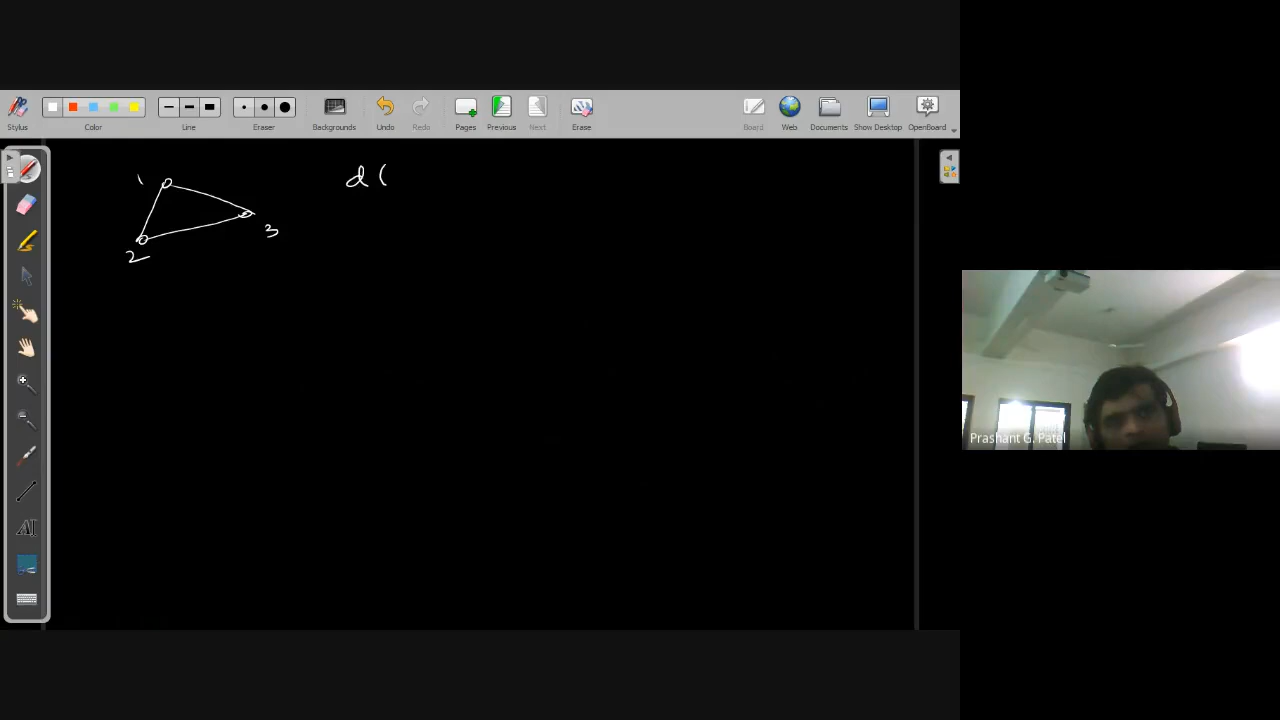 Stylus Color Line Eraser Backgrounds Undo Redo Pages Previous Next Erase Board Web Documents Show Desktop OpenBoard
1 d (
3
2
Prashant G. Patel